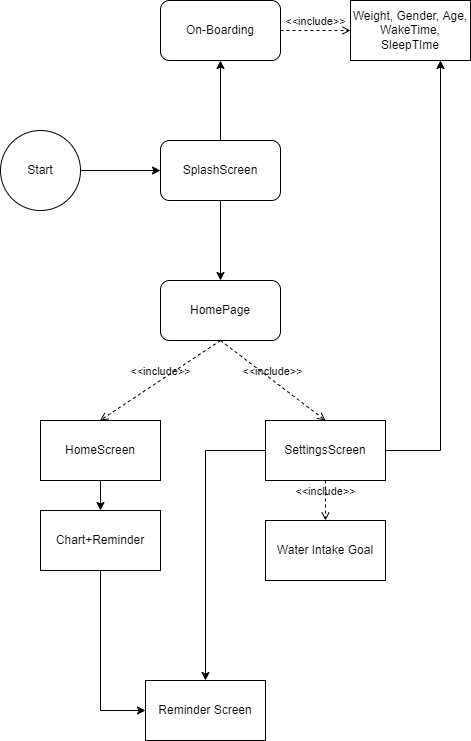 On-Boarding
<<include>>
Weight, Gender, Age,
WakeTime,
SleepTIme
Start
SplashScreen
HomePage
<<include>>
<<include>>
HomeScreen
SettingsScreen
<<include>>
Chart+Reminder
Water Intake Goal
Reminder Screen